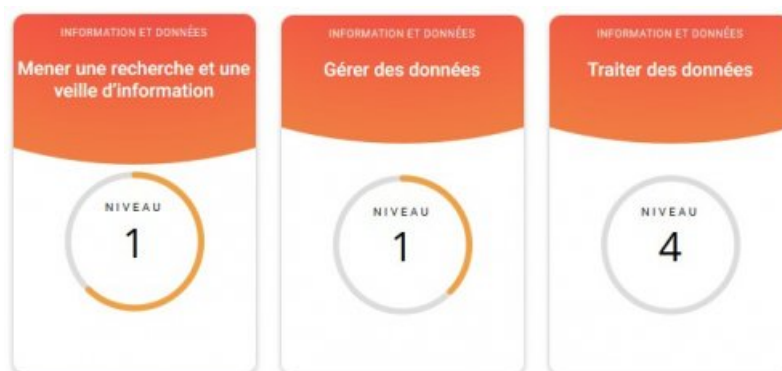 INFORMATION ET DONNÉES
Mener une recherche et une
veille d'information
NIVEAU
1
INFORMATION ET DONNÉES
Gérer des données
NIVEAU
1
INFORMATION ET DONNÉES
Traiter des données
NIVEAU
4